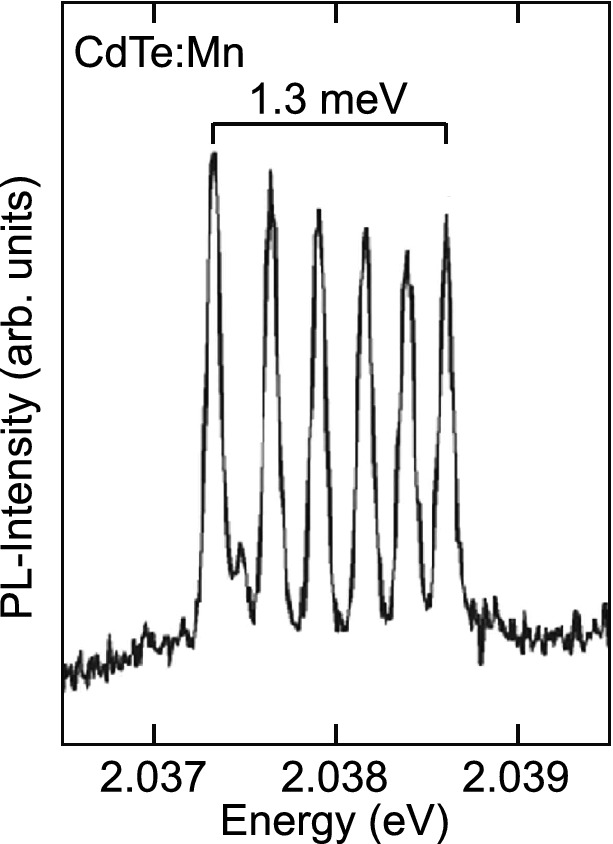 CdTe:Mn
1.3 meV
PL-Intensity (arb. units)
2.037 2.038 2.039
Energy (eV)